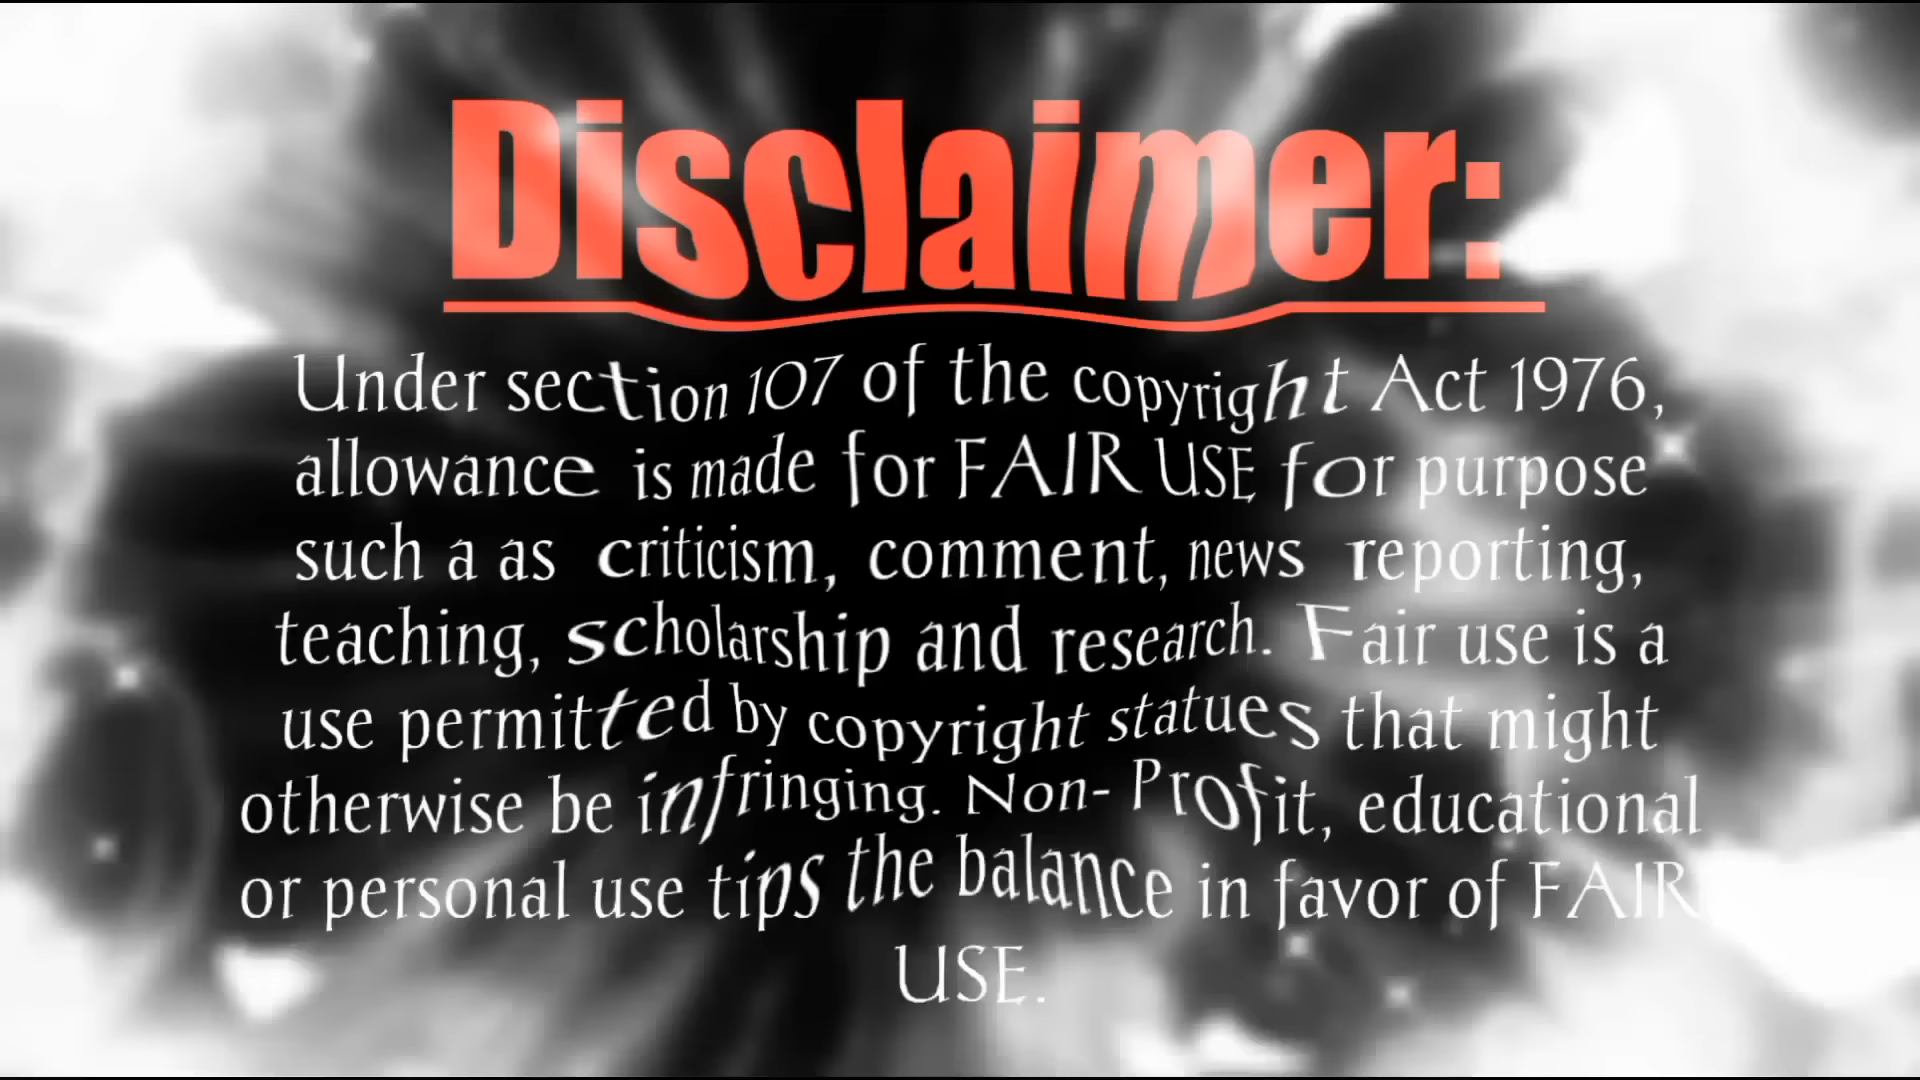 Disclaimer:
Under section 107 of the copyright Act 1976,
allowance is made for FAIR USE for purpose
such a as criticism, comment, news reporting,
teaching, scholarship and research. Fair use is a
use permitted by copyright statues that might
otherwise be infringing. Non- Profit, educational
or personal use tips the balance in favor of FAIR
USE.